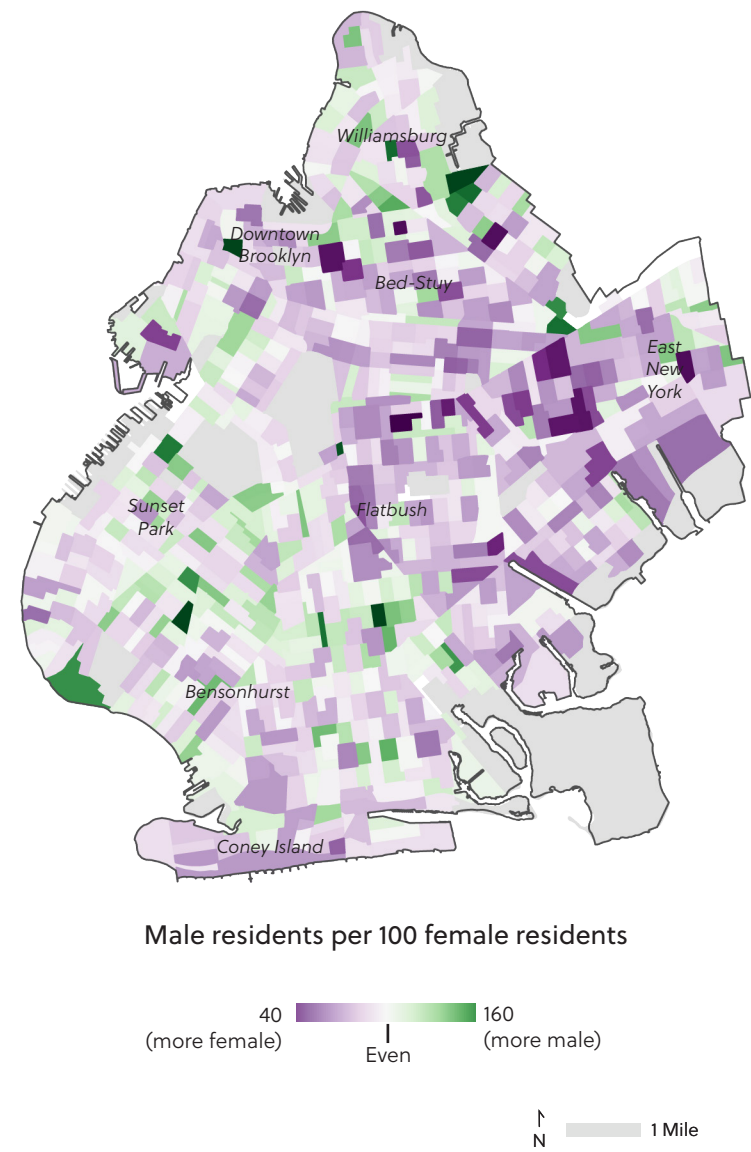 Williamsburg
Downtown
Brooklyn
Bed-Stuy
East
New
York
Sunset
Park
Flatbush
Bensonhurst
Coney Island
Male residents per 100 female residents
40
(more female)
160
(more male)
Even
N
1 Mile